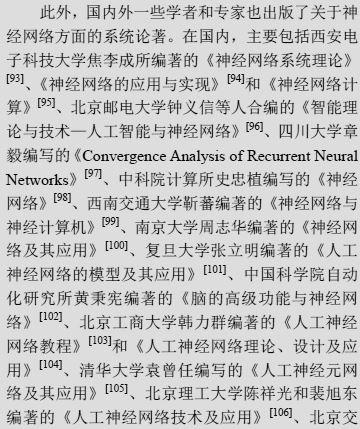 此外，国内外一些学者和专家也出版了关于神
经网络方面的系统论著。在国内，主要包括西安电
子科技大学焦李成所编著的《神经网络系统理论》
[93]、《神经网络的应用与实现》[94]和《神经网络计
算》[95]、北京邮电大学钟义信等人合编的《智能理
论与技术—人工智能与神经网络》[96]、四川大学章
毅编写的《Convergence Analysis of Recurrent Neural
Networks》[97]、中科院计算所史忠植编写的《神经
网络》[98]、西南交通大学靳蕃编著的《神经网络与
神经计算机》[99]、南京大学周志华编著的《神经网
络及其应用》[100]、复旦大学张立明编著的《人工
神经网络的模型及其应用》[101]、中国科学院自动
化研究所黄秉宪编著的《脑的高级功能与神经网
络》[102]、北京工商大学韩力群编著的《人工神经
网络教程》[103]和《人工神经网络理论、设计及应
用》[104]、清华大学袁曾任编写的《人工神经元网
络及其应用》[105]、北京理工大学陈祥光和裴旭东
编著的《人工神经网络技术及应用》[106]、北京交